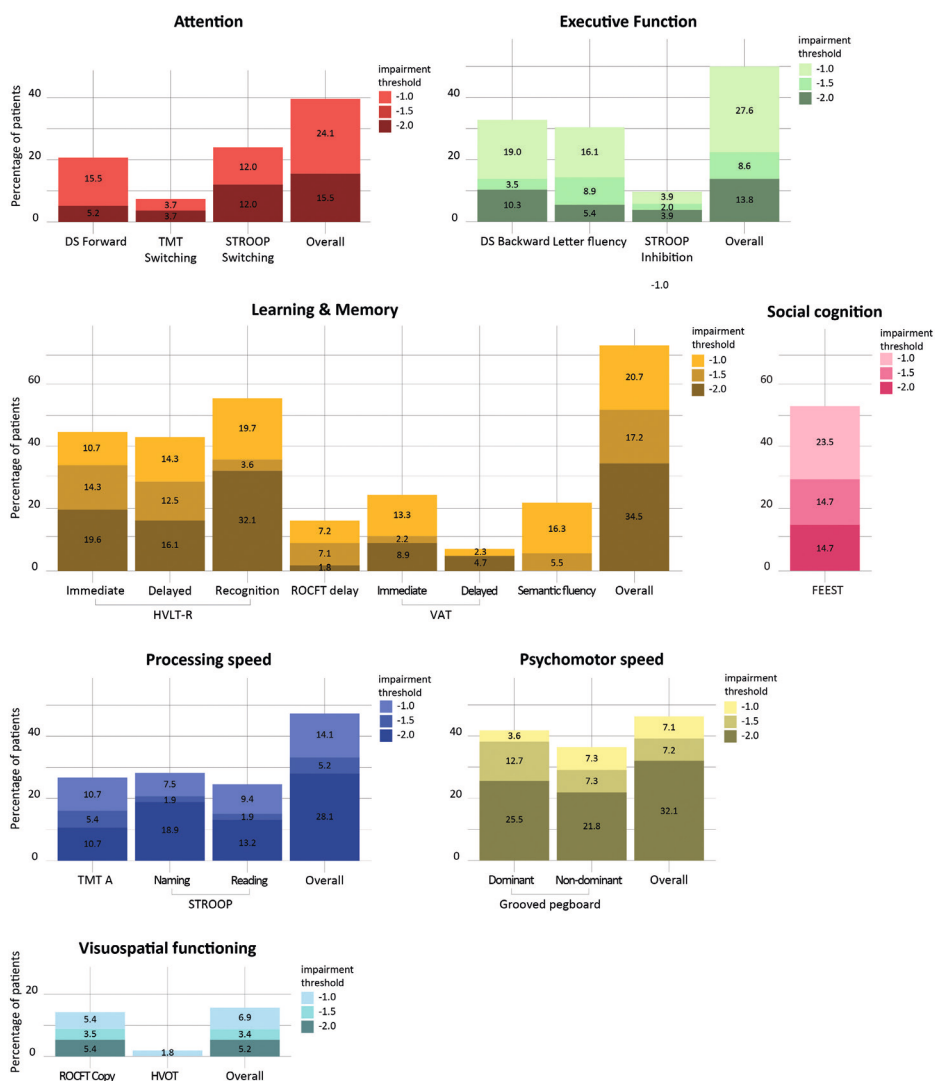 Attention
impairment
threshold
-1.0
-1.5
-2.0
Percentage of patients
40
20
0
15.5
5.2
3.7
3.7
12.0
12.0
24.1
15.5
DS Forward
TMT
Switching
STROOP
Switching
Overall
Executive Function
impairment
threshold
-1.0
-1.5
-2.0
40
20
0
19.0
3.5
10.3
16.1
8.9
5.4
3.9
2.0
3.9
27.6
8.6
13.8
DS Backward
Letter fluency
STROOP
Inhibition
Overall
-1.0
Learning & Memory
impairment
threshold
-1.0
-1.5
-2.0
Percentage of patients
60
40
20
0
10.7
14.3
19.6
14.3
12.5
16.1
19.7
3.6
32.1
7.2
7.1
1.8
13.3
2.2
8.9
2.3
4.7
16.3
5.5
20.7
17.2
34.5
Immediate
Delayed
Recognition
ROCFT delay
Immediate
Delayed
Semantic fluency
Overall
HVLT-R
VAT
Social cognition
impairment
threshold
-1.0
-1.5
-2.0
60
40
20
0
23.5
14.7
14.7
FEEST
Processing speed
impairment
threshold
-1.0
-1.5
-2.0
Percentage of patients
40
20
0
10.7
5.4
10.7
7.5
1.9
18.9
9.4
1.9
13.2
14.1
5.2
28.1
TMT A
Naming
Reading
Overall
STROOP
Psychomotor speed
impairment
threshold
-1.0
-1.5
-2.0
40
20
0
3.6
12.7
25.5
7.3
7.3
21.8
7.1
7.2
32.1
Dominant
Non-dominant
Overall
Grooved pegboard
Visuospatial functioning
impairment
threshold
-1.0
-1.5
-2.0
Percentage of patients
20
0
5.4
3.5
5.4
1.8
6.9
3.4
5.2
ROCFT Copy
HVOT
Overall